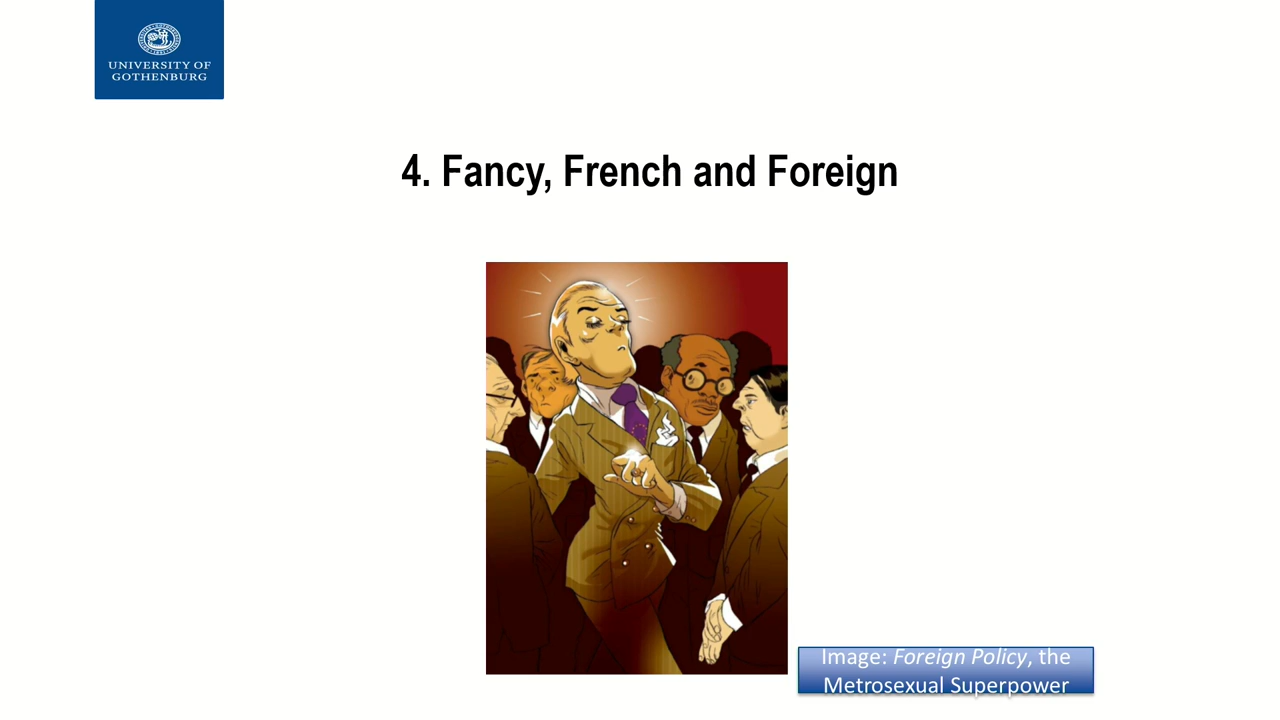 UNIVERSITY OF
GOTHENBURG
4. Fancy, French and Foreign
Image: Foreign Policy, the
Metrosexual Superpower